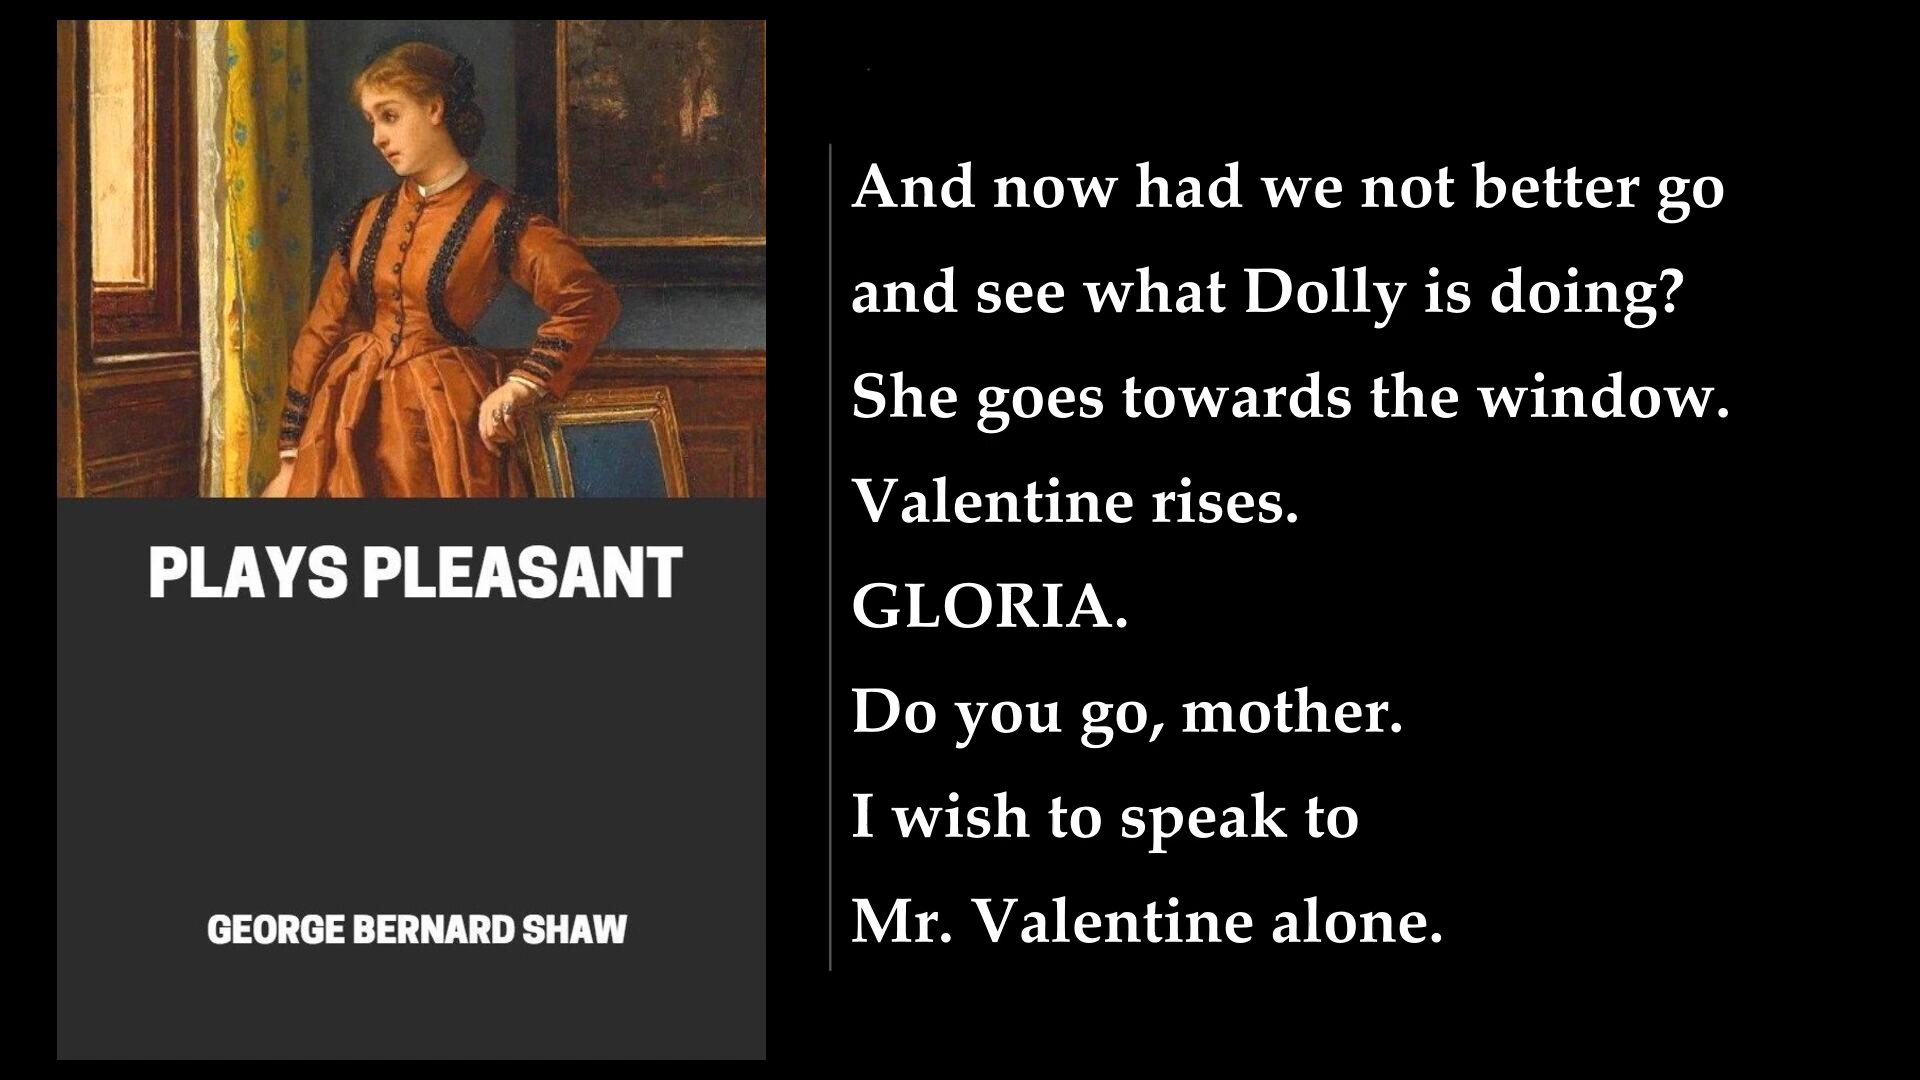 PLAYS PLEASANT
GEORGE BERNARD SHAW
And now had we not better go
and see what Dolly is doing?
She goes towards the window.
Valentine rises.
GLORIA.
Do you go, mother.
I wish to speak to
Mr. Valentine alone.